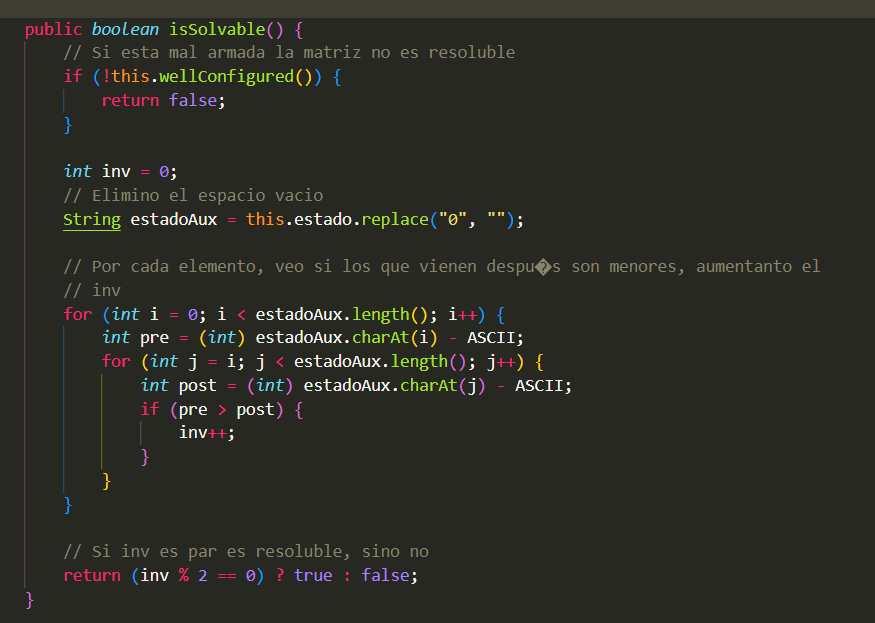 public boolean isSolvable() {
// Si esta mal armada la matriz no es resoluble
if (!this.wellConfigured()) {
return false;
}
int inv = 0;
// Elimino el espacio vacio
String estadoAux = this.estado.replace("0", "");
// Por cada elemento, veo si los que vienen despu�s son menores, aumentanto el
// inv
for (int i = 0; i < estadoAux.length(); i++) {
int pre = (int) estadoAux.charAt(i) - ASCII;
for (int j = i; j < estadoAux.length(); j++) {
int post = (int) estadoAux.charAt(j) - ASCII;
if (pre > post) {
inv++;
}
}
}
// Si inv es par es resoluble, sino no
return (inv % 2 == 0) ? true : false;
}